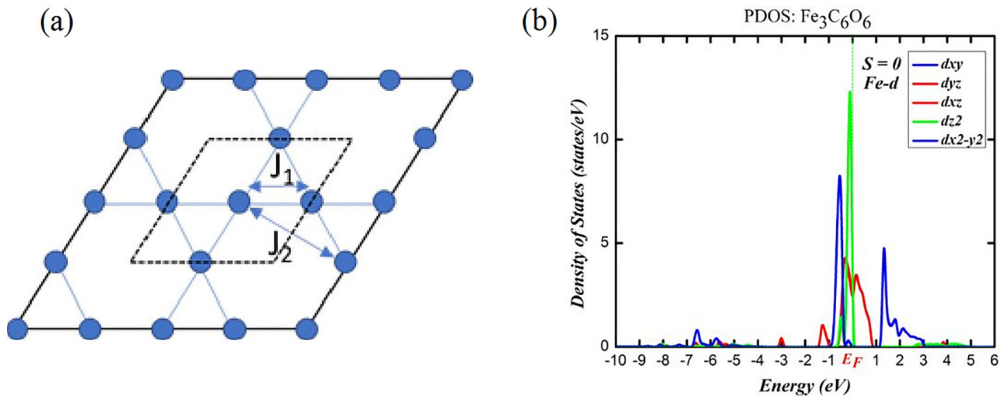 (a)
J1
J2
(b)
PDOS: Fe3C6O6
S = 0
Fe-d
dxy
dyz
dxz
dz2
dx2-y2
Density of States (states/eV)
15
10
5
0
-10 -9 -8 -7 -6 -5 -4 -3 -2 -1 EF 1 2 3 4 5 6
Energy (eV)